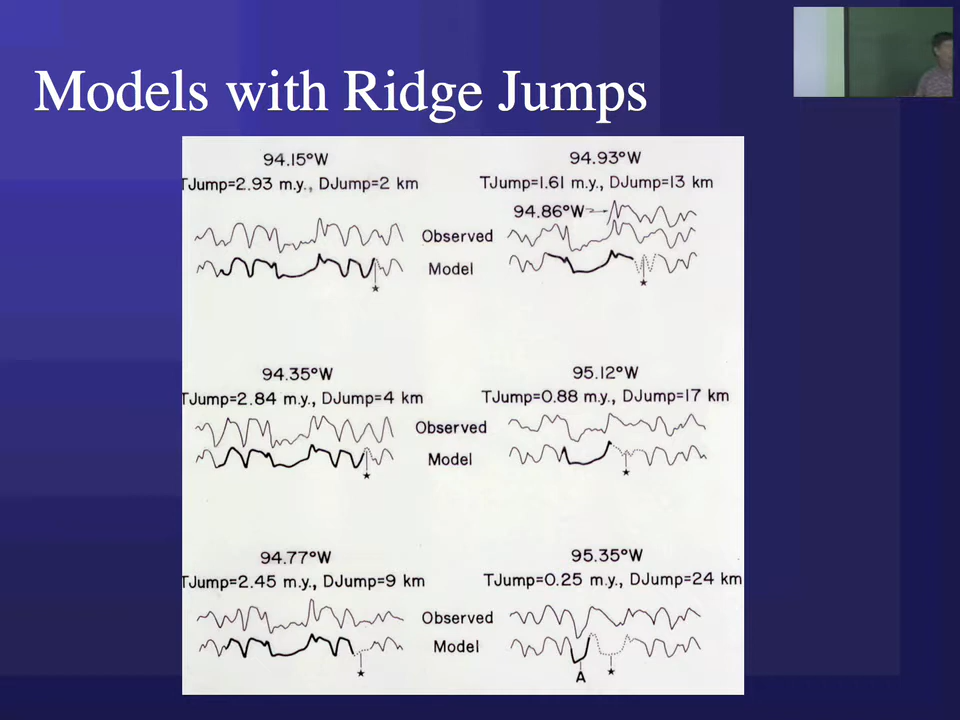 Models with Ridge Jumps
94.15°W
TJump=2.93 m.y., DJump=2 km
Observed
Model
94.93°W
TJump=1.61 m.y., DJump=13 km
94.86°W
94.35°W
TJump=2.84 m.y., DJump=4 km
Observed
Model
95.12°W
TJump=0.88 m.y., DJump=17 km
94.77°W
TJump=2.45 m.y., DJump=9 km
Observed
Model
95.35°W
TJump=0.25 m.y., DJump=24 km
A